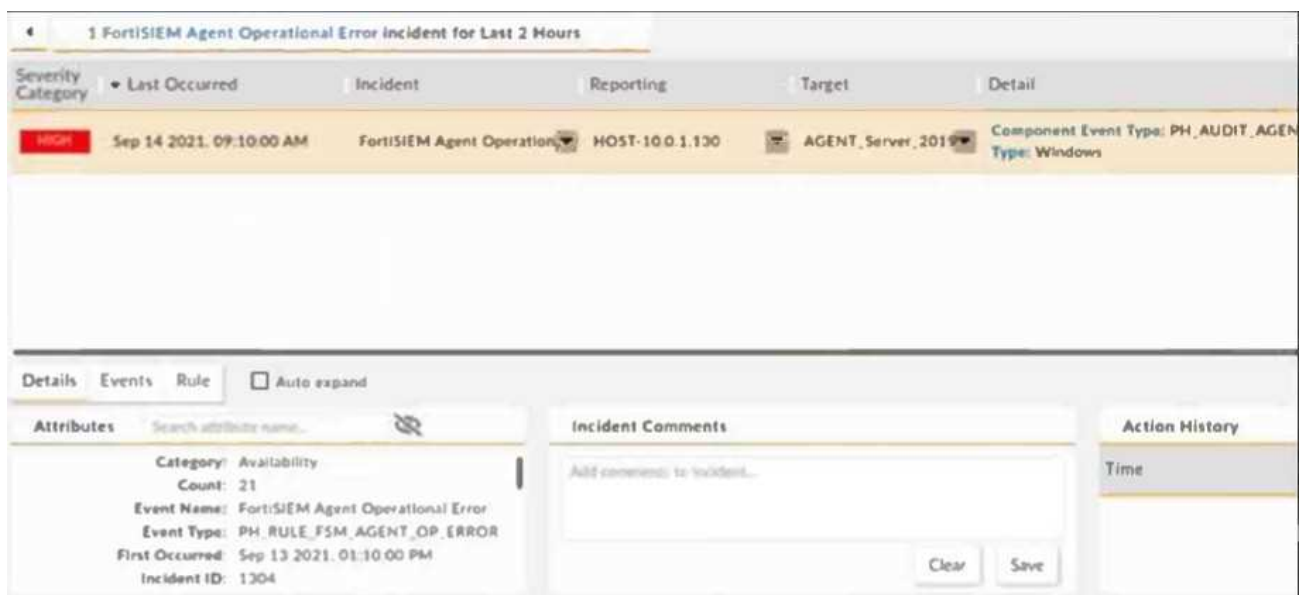 1 FortiSIEM Agent Operational Error incident for Last 2 Hours
Severity Category
Last Occurred
Incident
Reporting
Target
Detail
HIGH
Sep 14 2021, 09:10:00 AM
FortiSIEM Agent Operation
HOST-10.0.1.130
AGENT_Server_2019
Component Event Type: PH_AUDIT_AGEN
Type: Windows
Details
Events
Rule
Auto expand
Attributes
Search attribute name...
Incident Comments
Action History
Category: Availability
Count: 21
Event Name: FortiSIEM Agent Operational Error
Event Type: PH_RULE_FSM_AGENT_OP_ERROR
First Occurred: Sep 13 2021, 01:10:00 PM
Incident ID: 1304
Add comments to incident...
Clear
Save
Time